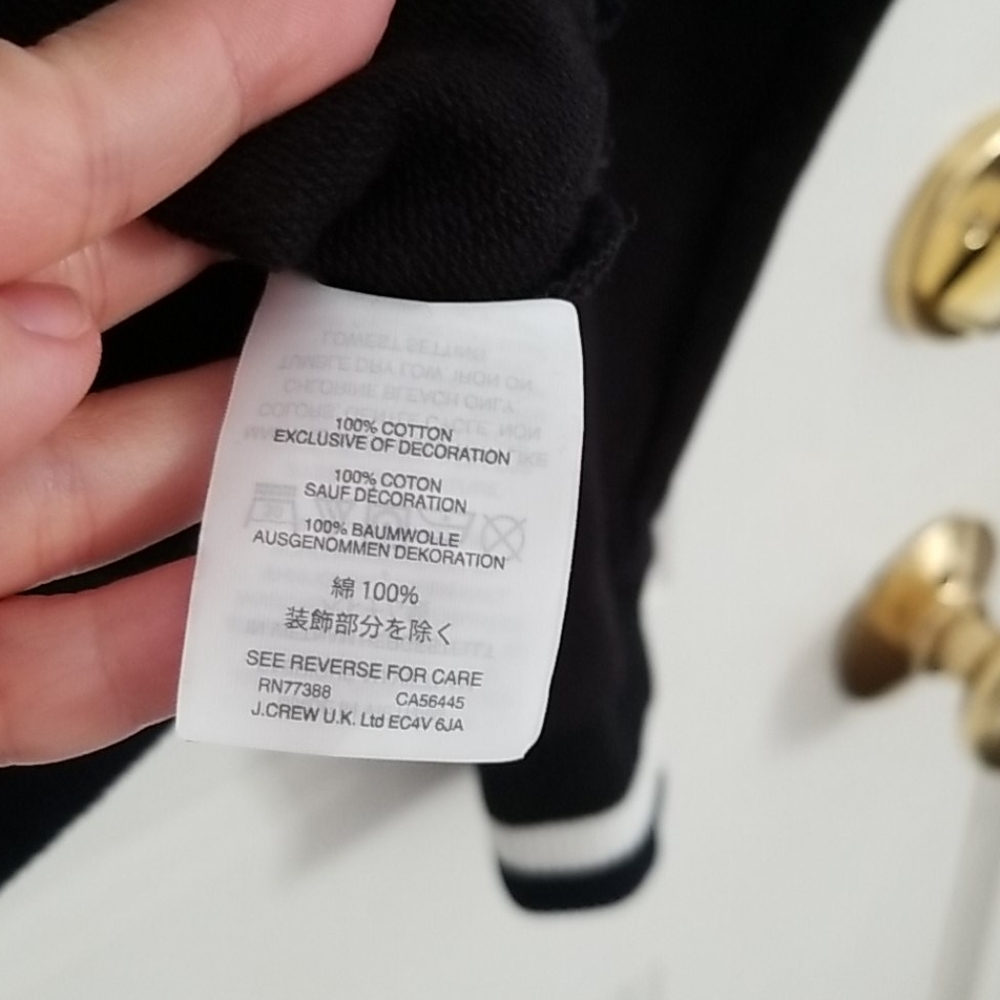 100% COTTON
EXCLUSIVE OF DECORATION
100% COTON
SAUF DÉCORATION
100% BAUMWOLLE
AUSGENOMMEN DEKORATION
綿 100%
装飾部分を除く
SEE REVERSE FOR CARE
RN77388 CA56445
J.CREW U.K. Ltd EC4V 6JA